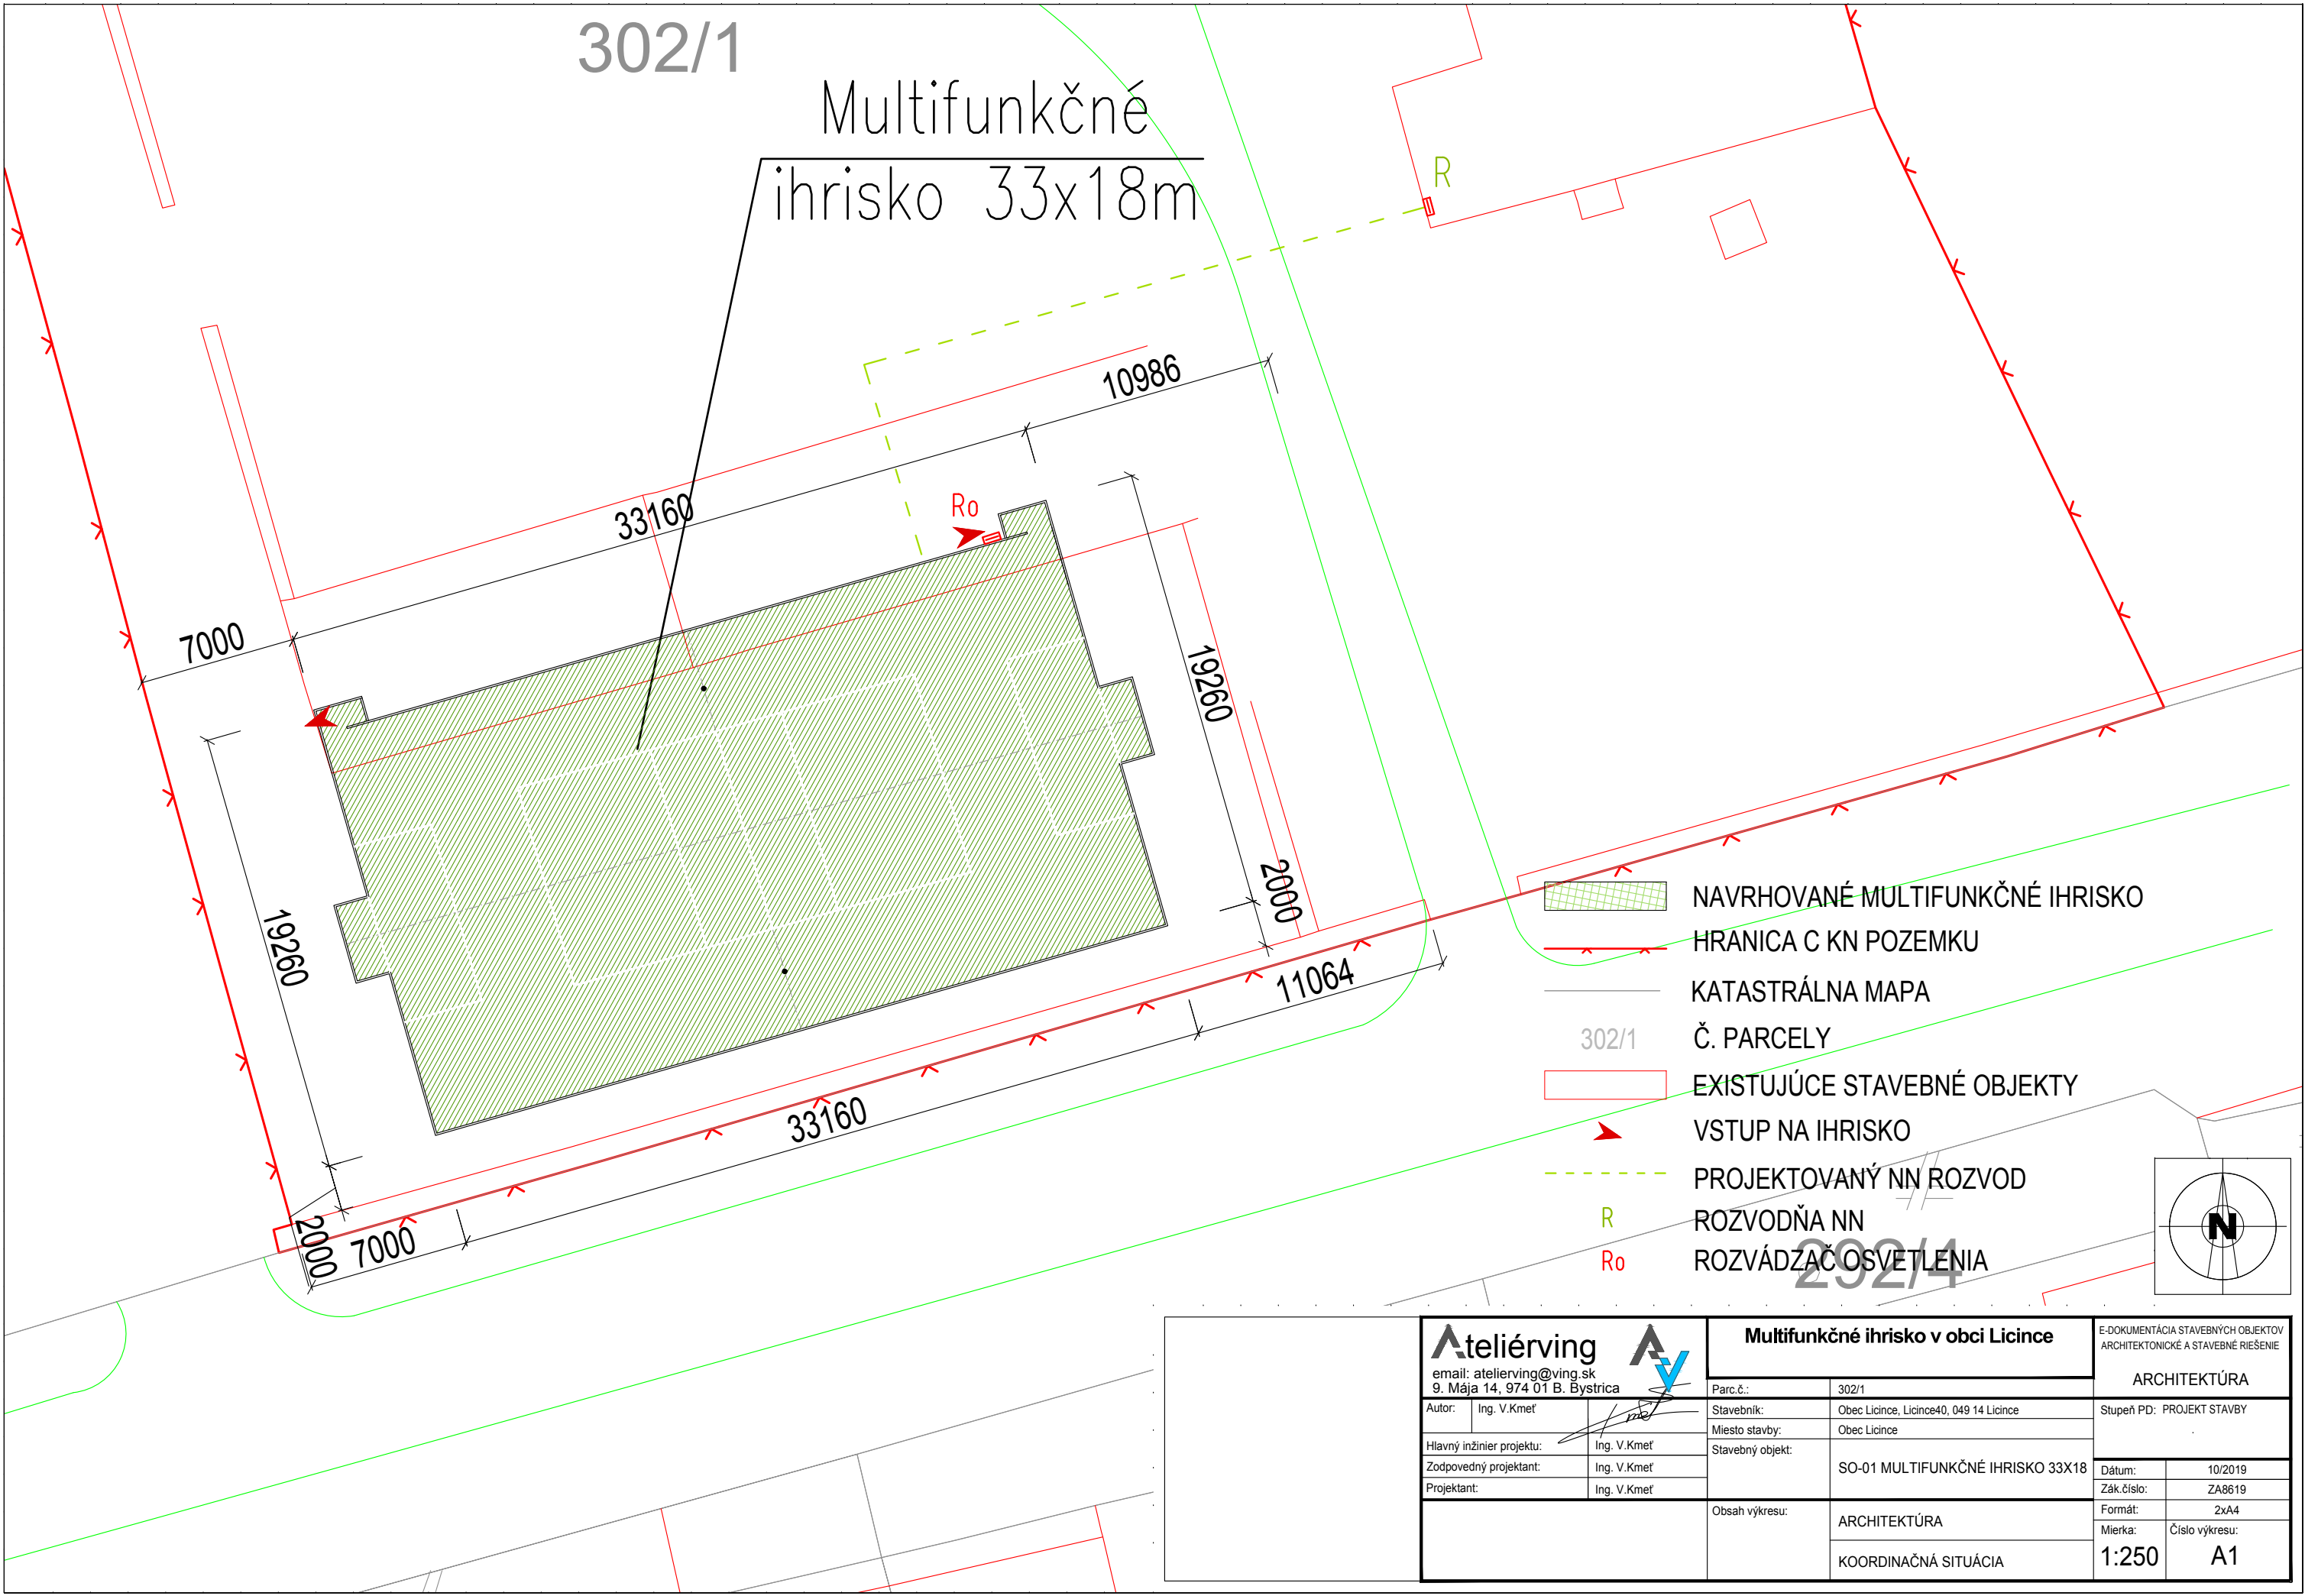 302/1
Multifunkčné
ihrisko 33x18m
R
10986
33160
Ro
7000
19260
19260
2000
11064
33160
2000
7000
NAVRHOVANÉ MULTIFUNKČNÉ IHRISKO
HRANICA C KN POZEMKU
KATASTRÁLNA MAPA
302/1 Č. PARCELY
EXISTUJÚCE STAVEBNÉ OBJEKTY
VSTUP NA IHRISKO
PROJEKTOVANÝ NN ROZVOD
R ROZVODŇA NN
Ro ROZVÁDZAČ OSVETLENIA
292/4
N
Ateliérving
email: atelierving@ving.sk
9. Mája 14, 974 01 B. Bystrica
Autor: Ing. V.Kmeť
Hlavný inžinier projektu: Ing. V.Kmeť
Zodpovedný projektant: Ing. V.Kmeť
Projektant: Ing. V.Kmeť
Multifunkčné ihrisko v obci Licince
Parc.č.: 302/1
Stavebník: Obec Licince, Licince40, 049 14 Licince
Miesto stavby: Obec Licince
Stavebný objekt: SO-01 MULTIFUNKČNÉ IHRISKO 33X18
Obsah výkresu: ARCHITEKTÚRA
KOORDINAČNÁ SITUÁCIA
E-DOKUMENTÁCIA STAVEBNÝCH OBJEKTOV
ARCHITEKTONICKÉ A STAVEBNÉ RIEŠENIE
ARCHITEKTÚRA
Stupeň PD: PROJEKT STAVBY
Dátum: 10/2019
Zák.číslo: ZA8619
Formát: 2xA4
Mierka: Číslo výkresu:
1:250 A1